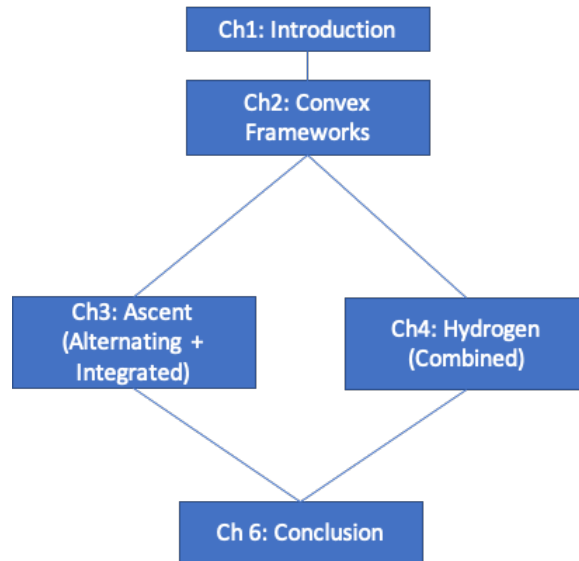 Ch1: Introduction
Ch2: Convex
Frameworks
Ch3: Ascent
(Alternating +
Integrated)
Ch4: Hydrogen
(Combined)
Ch 6: Conclusion